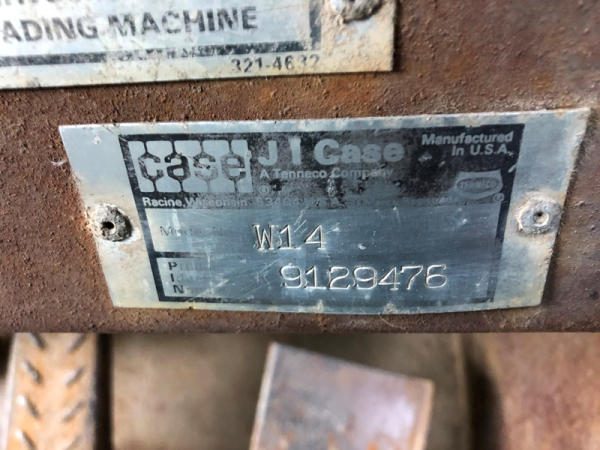 ADING MACHINE
321-4632
case
J I Case
A Tenneco Company
Manufactured
In U.S.A.
Racine, Wisconsin
W14
P
I
N
9129476